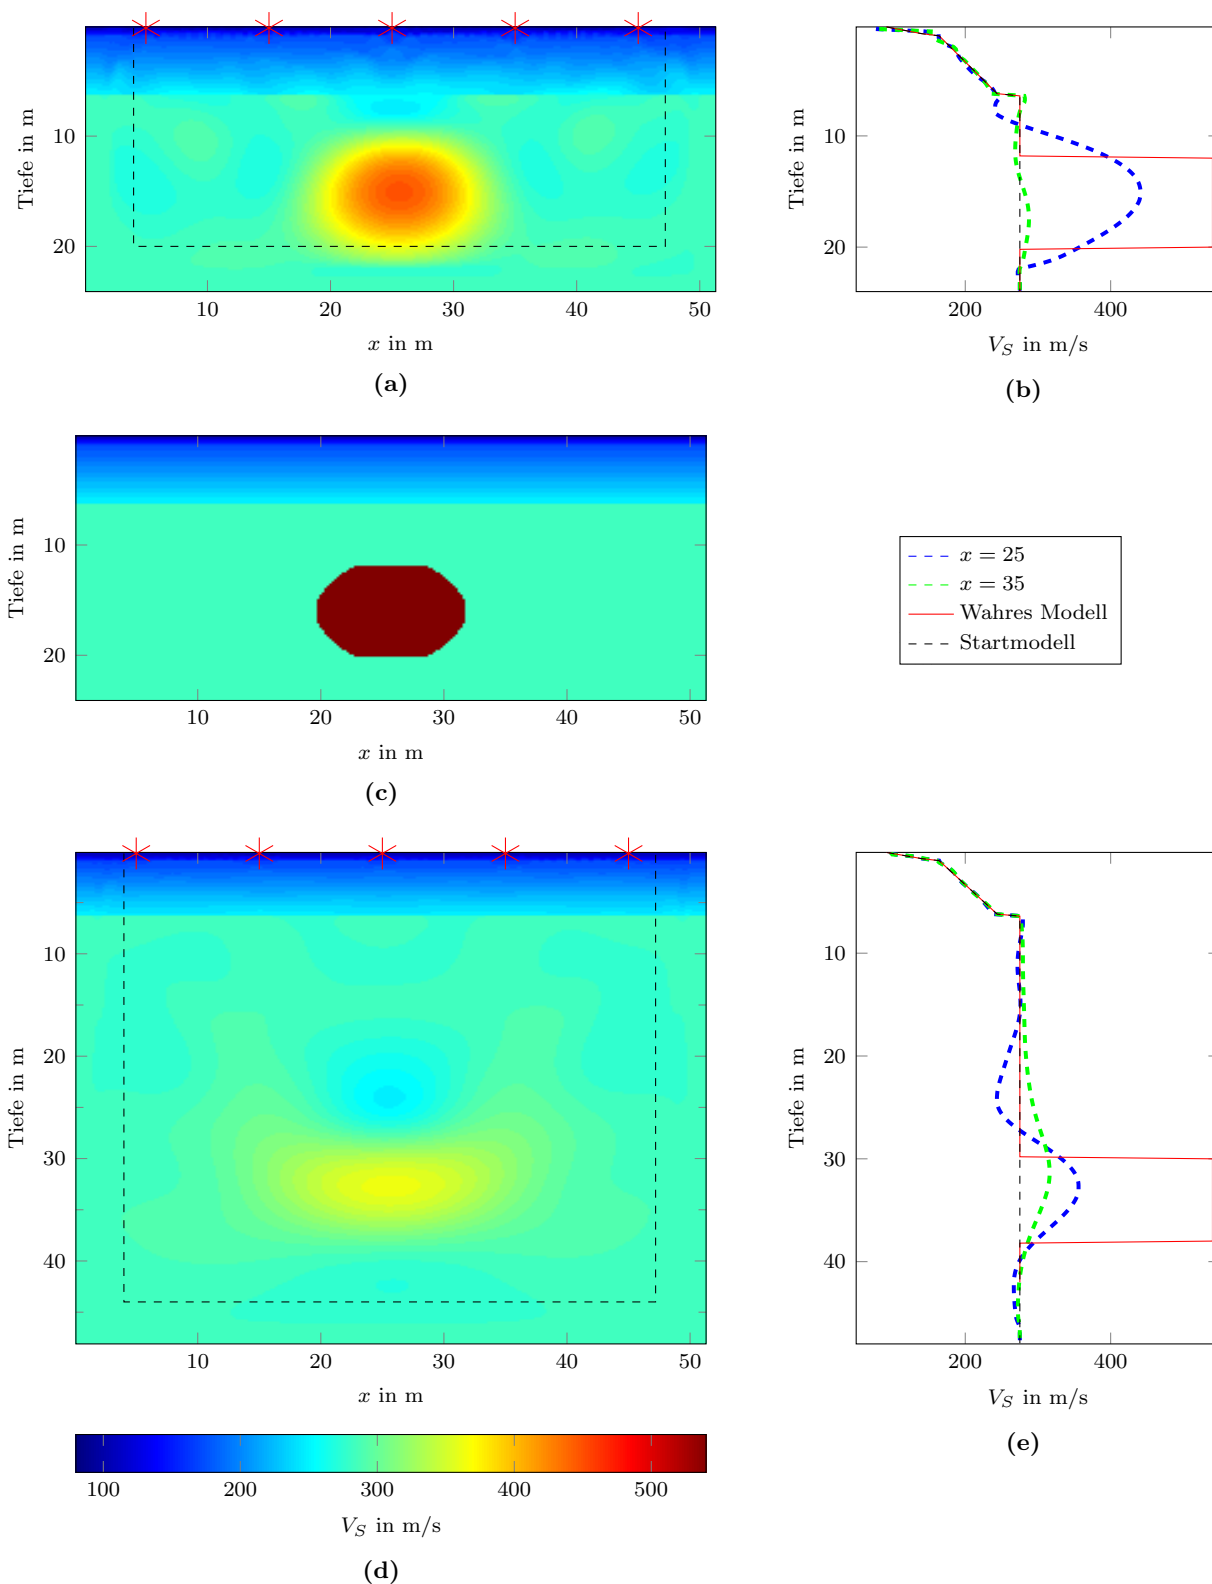 10
20
Tiefe in m
10 20 30 40 50
x in m
(a)
10
20
Tiefe in m
200 400
V_S in m/s
(b)
10
20
Tiefe in m
10 20 30 40 50
x in m
(c)
x = 25
x = 35
Wahres Modell
Startmodell
10
20
30
40
Tiefe in m
10 20 30 40 50
x in m
100 200 300 400 500
V_S in m/s
(d)
10
20
30
40
Tiefe in m
200 400
V_S in m/s
(e)